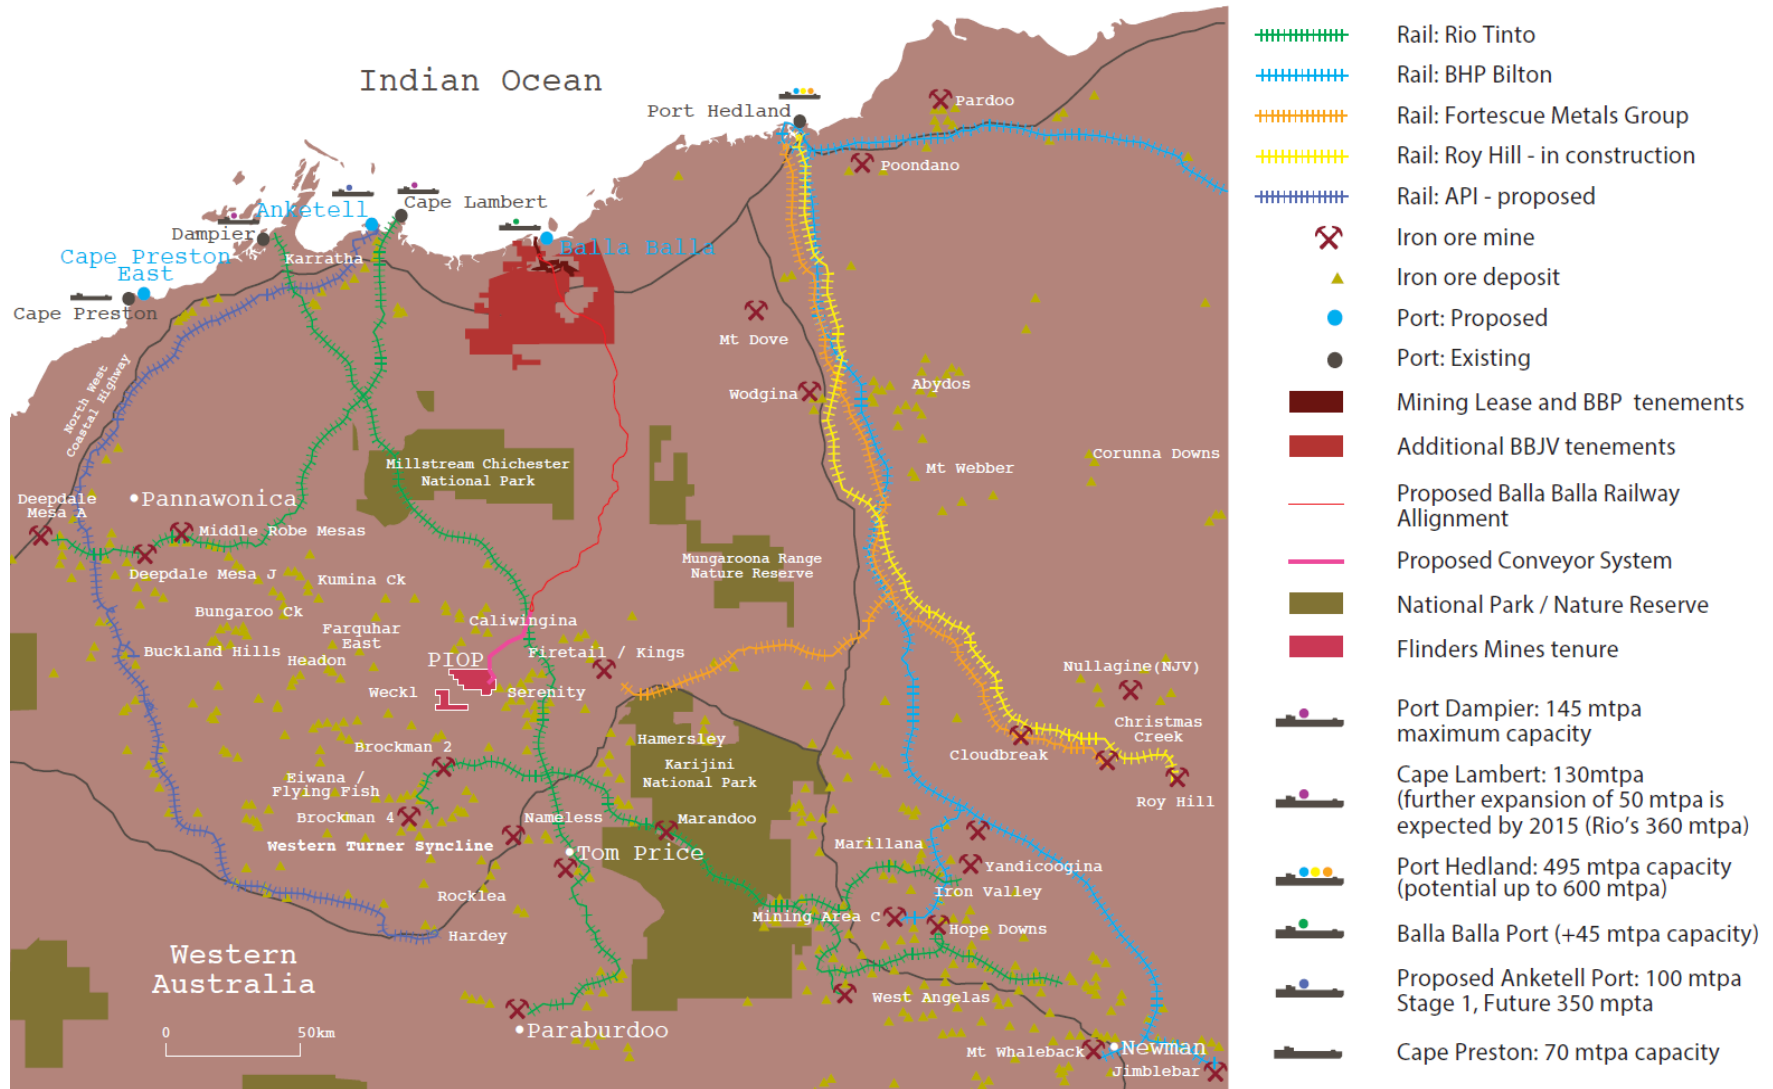 Indian Ocean
Port Hedland
Pardoo
Poondano
Cape Lambert
Anketell
Dampier
Karratha
Balla Balla
Cape Preston
East
Cape Preston
North West
Coastal Highway
Mt Dove
Wodgina
Abydos
Corunna Downs
Mt Webber
Millstream Chichester
National Park
Deepdale
Mesa A
Pannawonica
Middle Robe Mesas
Deepdale Mesa J
Kumina Ck
Mungaroona Range
Nature Reserve
Bungaroo Ck
Farquhar
East
Caliwingina
Buckland Hills
Headon
PIOP
Firetail / Kings
Weckl
Serenity
Nullagine(NJV)
Christmas
Creek
Cloudbreak
Roy Hill
Hamersley
Karijini
National Park
Brockman 2
Eiwana /
Flying Fish
Brockman 4
Nameless
Marandoo
Western Turner Syncline
Tom Price
Marillana
Yandicoogina
Iron Valley
Rocklea
Mining Area C
Hope Downs
Hardey
Western
Australia
West Angelas
0 50km
Paraburdoo
Mt Whaleback
Newman
Jimblebar
Rail: Rio Tinto
Rail: BHP Bilton
Rail: Fortescue Metals Group
Rail: Roy Hill - in construction
Rail: API - proposed
Iron ore mine
Iron ore deposit
Port: Proposed
Port: Existing
Mining Lease and BBP tenements
Additional BBJV tenements
Proposed Balla Balla Railway
Allignment
Proposed Conveyor System
National Park / Nature Reserve
Flinders Mines tenure
Port Dampier: 145 mtpa
maximum capacity
Cape Lambert: 130mtpa
(further expansion of 50 mtpa is
expected by 2015 (Rio's 360 mtpa)
Port Hedland: 495 mtpa capacity
(potential up to 600 mtpa)
Balla Balla Port (+45 mtpa capacity)
Proposed Anketell Port: 100 mtpa
Stage 1, Future 350 mpta
Cape Preston: 70 mtpa capacity